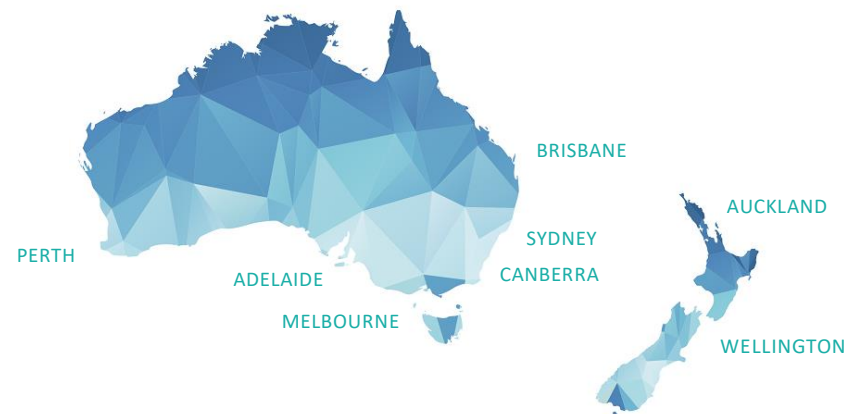 BRISBANE
AUCKLAND
SYDNEY
PERTH
CANBERRA
ADELAIDE
MELBOURNE
WELLINGTON